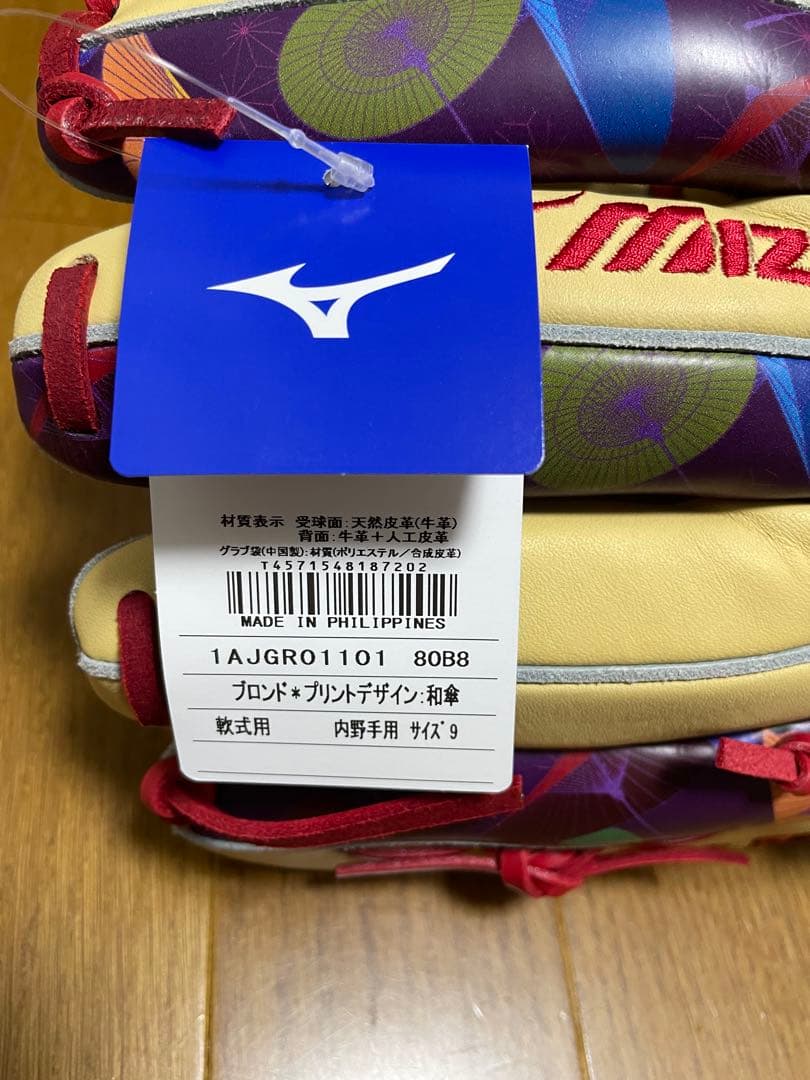 MIZ
材質表示 受球面:天然皮革(牛革)
背面:牛革+人工皮革
グラブ袋(中国製):材質(ポリエステル/合成皮革)
T4571548187202
MADE IN PHILIPPINES
1AJGR01101 80B8
ブロンド*プリントデザイン:和傘
軟式用 内野手用 サイズ9